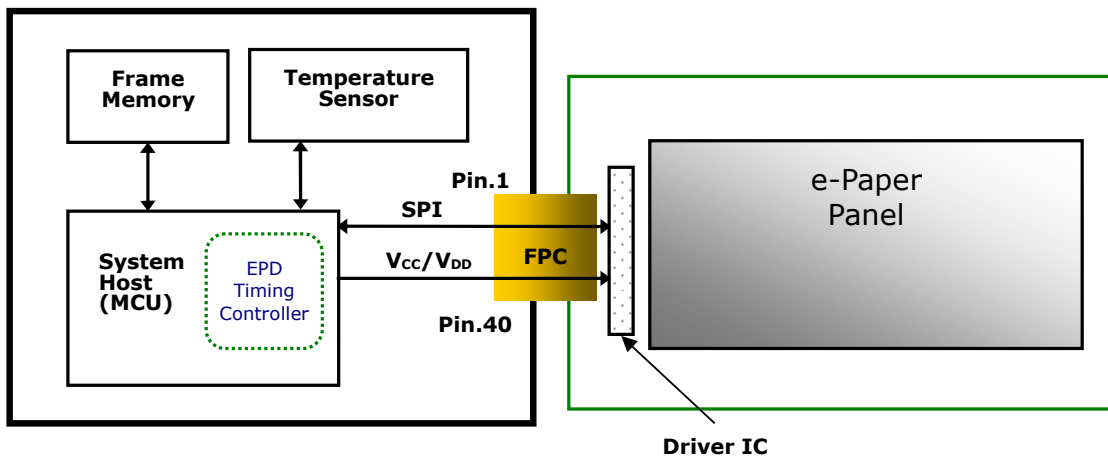 Frame
Memory
Temperature
Sensor
Pin.1
SPI
System
Host
(MCU)
EPD
Timing
Controller
VCC/VDD
FPC
Pin.40
e-Paper
Panel
Driver IC